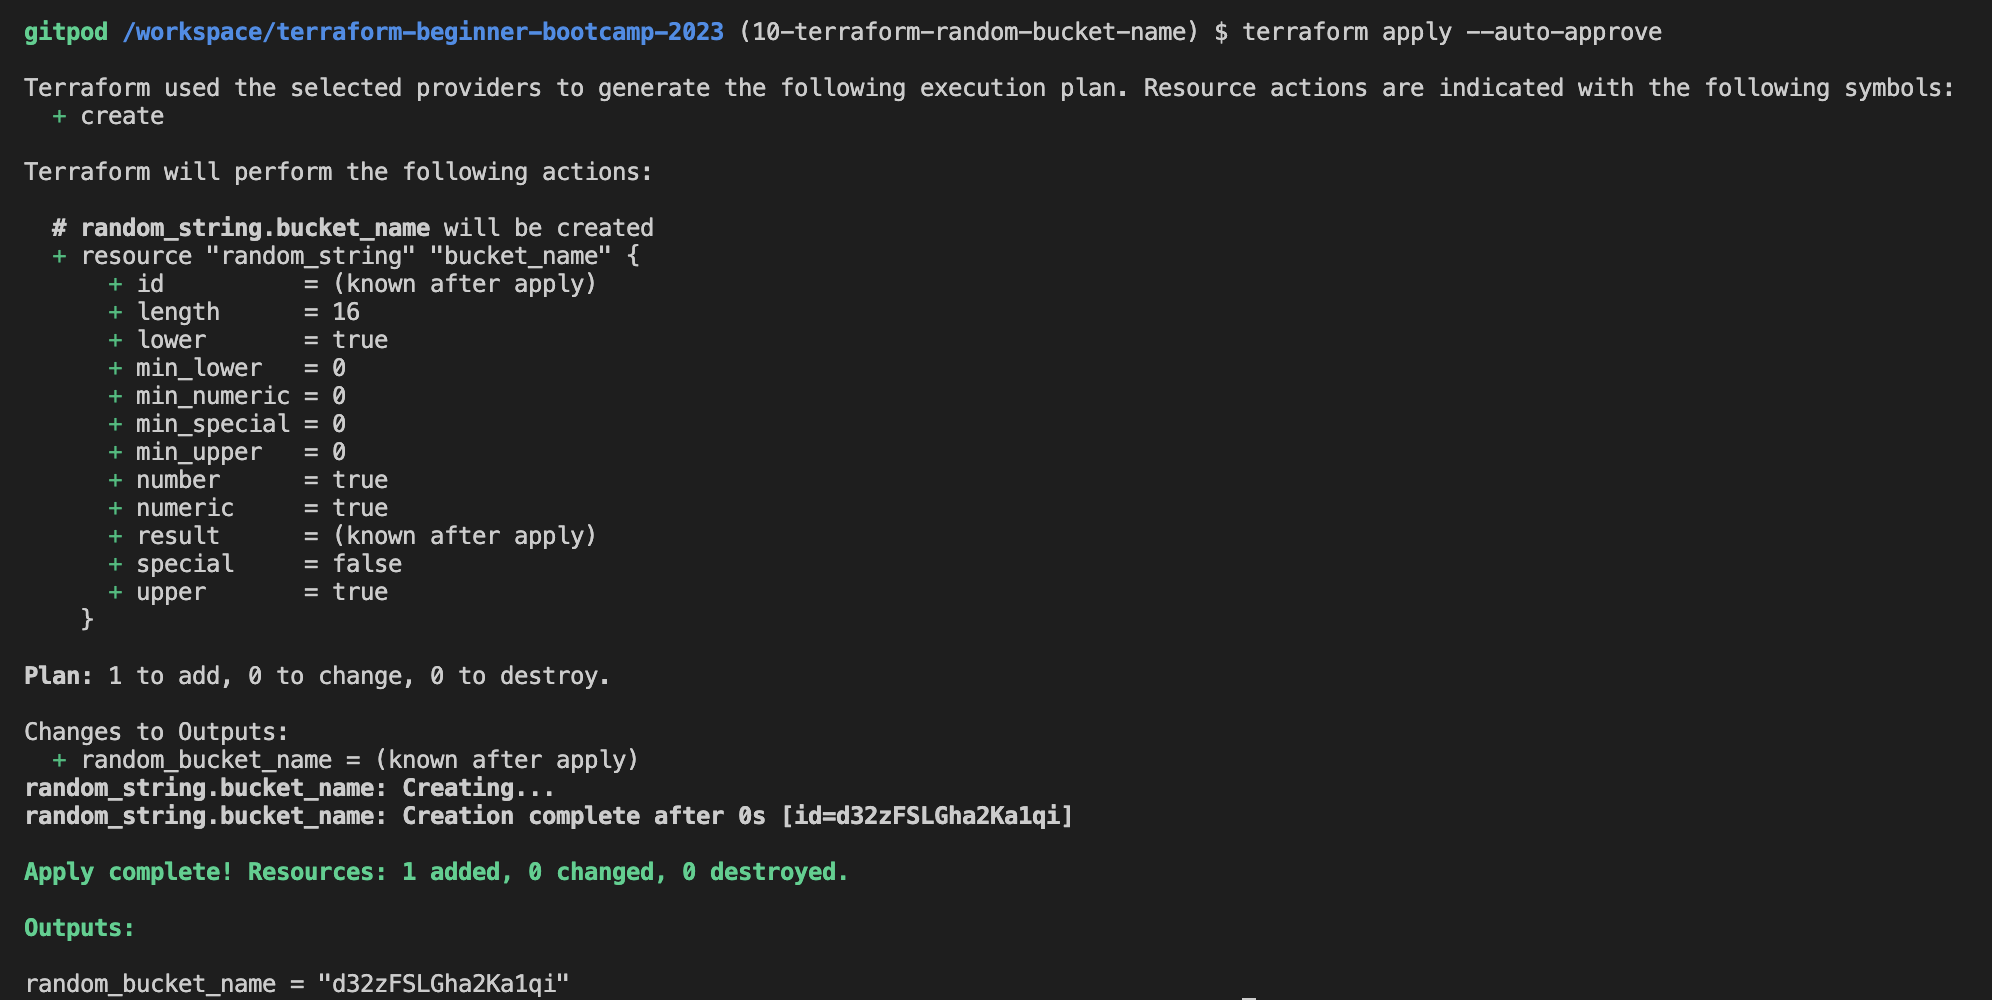 gitpod /workspace/terraform-beginner-bootcamp-2023 (10-terraform-random-bucket-name) $ terraform apply --auto-approve
Terraform used the selected providers to generate the following execution plan. Resource actions are indicated with the following symbols:
  + create
Terraform will perform the following actions:
  # random_string.bucket_name will be created
  + resource "random_string" "bucket_name" {
      + id          = (known after apply)
      + length      = 16
      + lower       = true
      + min_lower   = 0
      + min_numeric = 0
      + min_special = 0
      + min_upper   = 0
      + number      = true
      + numeric     = true
      + result      = (known after apply)
      + special     = false
      + upper       = true
    }
Plan: 1 to add, 0 to change, 0 to destroy.
Changes to Outputs:
  + random_bucket_name = (known after apply)
random_string.bucket_name: Creating...
random_string.bucket_name: Creation complete after 0s [id=d32zFSLGha2Ka1qi]
Apply complete! Resources: 1 added, 0 changed, 0 destroyed.
Outputs:
random_bucket_name = "d32zFSLGha2Ka1qi"